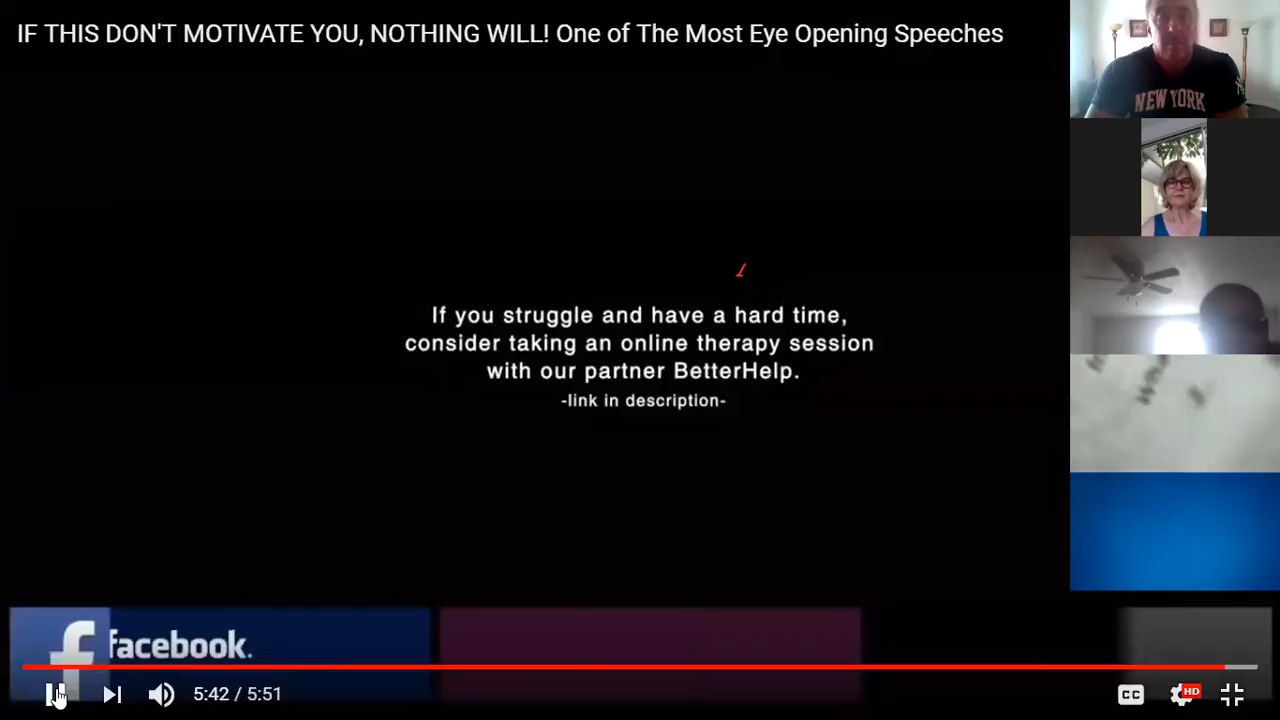 IF THIS DON'T MOTIVATE YOU, NOTHING WILL! One of The Most Eye Opening Speeches
NEW YORK
If you struggle and have a hard time,
consider taking an online therapy session
with our partner BetterHelp.
-link in description-
f facebook.
5:42 / 5:51
CC
HD